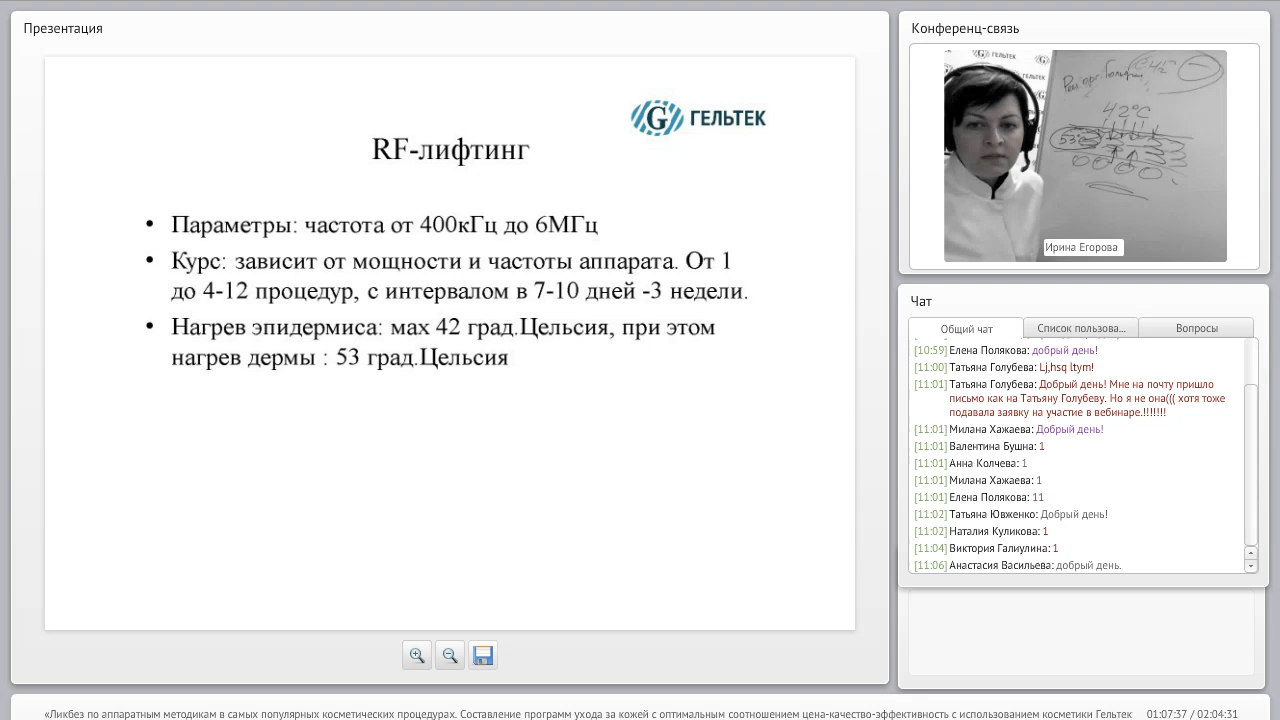 Презентация
ГЕЛЬТЕК
RF-лифтинг
• Параметры: частота от 400кГц до 6МГц
• Курс: зависит от мощности и частоты аппарата. От 1
до 4-12 процедур, с интервалом в 7-10 дней -3 недели.
• Нагрев эпидермиса: мах 42 град.Цельсия, при этом
нагрев дермы : 53 град.Цельсия
Конференц-связь
ГЕЛЬТЕК
42°C
53°C
Ирина Егорова
Чат
Общий чат
Список пользова...
Вопросы
[10:59] Елена Полякова: добрый день!
[11:00] Татьяна Голубева: Lj,hsq ltym!
[11:01] Татьяна Голубева: Добрый день! Мне на почту пришло
письмо как на Татьяну Голубеву. Но я не она((( хотя тоже
подавала заявку на участие в вебинаре.!!!!!!!
[11:01] Милана Хажаева: Добрый день!
[11:01] Валентина Бушна: 1
[11:01] Анна Колчева: 1
[11:01] Милана Хажаева: 1
[11:01] Елена Полякова: 11
[11:02] Татьяна Ювженко: Добрый день!
[11:02] Наталия Куликова: 1
[11:04] Виктория Галиулина: 1
[11:06] Анастасия Васильева: добрый день.
«Ликбез по аппаратным методикам в самых популярных косметических процедурах. Составление программ ухода за кожей с оптимальным соотношением цена-качество-эффективность с использованием косметики Гельтек 01:07:37 / 02:04:31